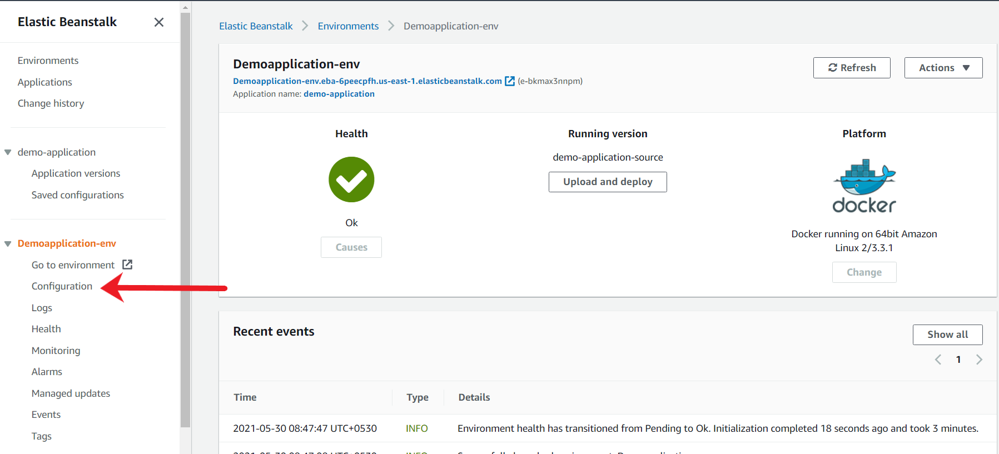 Elastic Beanstalk
Environments
Applications
Change history
demo-application
Application versions
Saved configurations
Demoapplication-env
Go to environment
Configuration
Logs
Health
Monitoring
Alarms
Managed updates
Events
Tags
Elastic Beanstalk Environments Demoapplication-env
Demoapplication-env
Refresh Actions
Demoapplication-env.eba-6peecpfh.us-east-1.elasticbeanstalk.com (e-bkmax3nnpm)
Application name: demo-application
Health
Ok
Causes
Running version
demo-application-source
Upload and deploy
Platform
docker
Docker running on 64bit Amazon
Linux 2/3.3.1
Change
Recent events
Show all
1
Time Type Details
2021-05-30 08:47:47 UTC+0530 INFO Environment health has transitioned from Pending to Ok. Initialization completed 18 seconds ago and took 3 minutes.